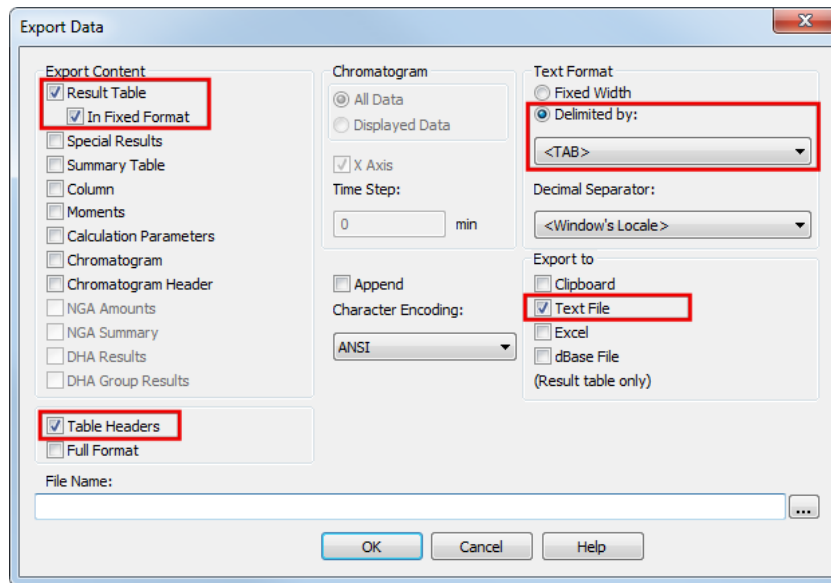 Export Data
Export Content
Result Table
In Fixed Format
Special Results
Summary Table
Column
Moments
Calculation Parameters
Chromatogram
Chromatogram Header
NGA Amounts
NGA Summary
DHA Results
DHA Group Results
Table Headers
Full Format
Chromatogram
All Data
Displayed Data
X Axis
Time Step:
0 min
Append
Character Encoding:
ANSI
Text Format
Fixed Width
Delimited by:
<TAB>
Decimal Separator:
<Window's Locale>
Export to
Clipboard
Text File
Excel
dBase File
(Result table only)
File Name:
...
OK Cancel Help